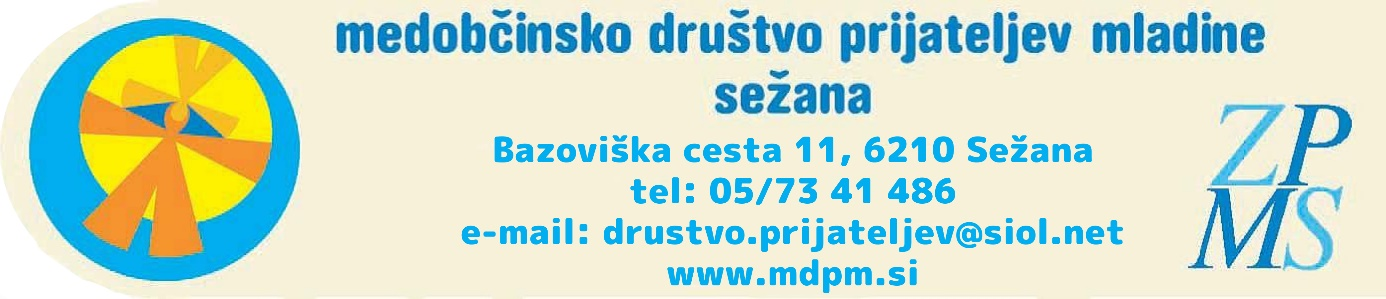 medobčinsko društvo prijateljev mladine
sežana
Bazoviška cesta 11, 6210 Sežana
tel: 05/73 41 486
e-mail: drustvo.prijateljev@siol.net
www.mdpm.si
ZP
MS